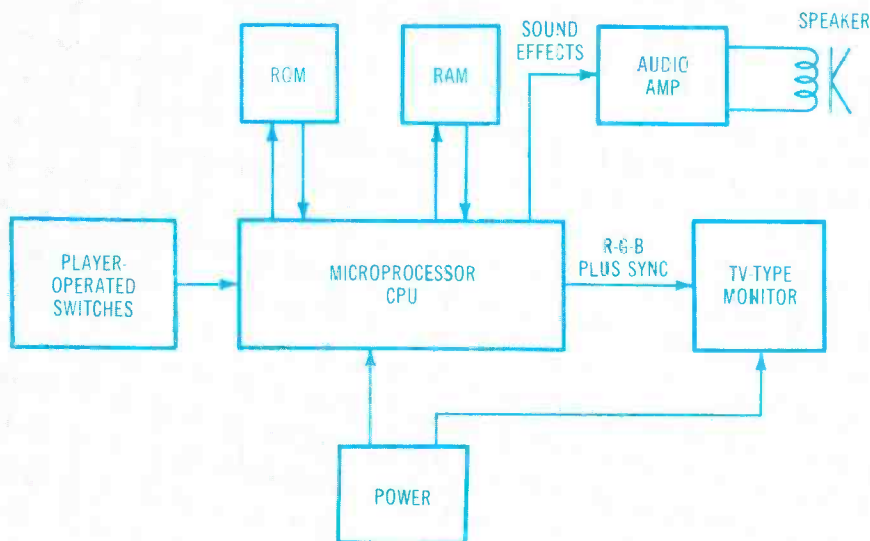 SPEAKER
SOUND
EFFECTS
AUDIO
AMP
ROM
RAM
PLAYER-
OPERATED
SWITCHES
MICROPROCESSOR
CPU
R-G-B
PLUS SYNC
TV-TYPE
MONITOR
POWER